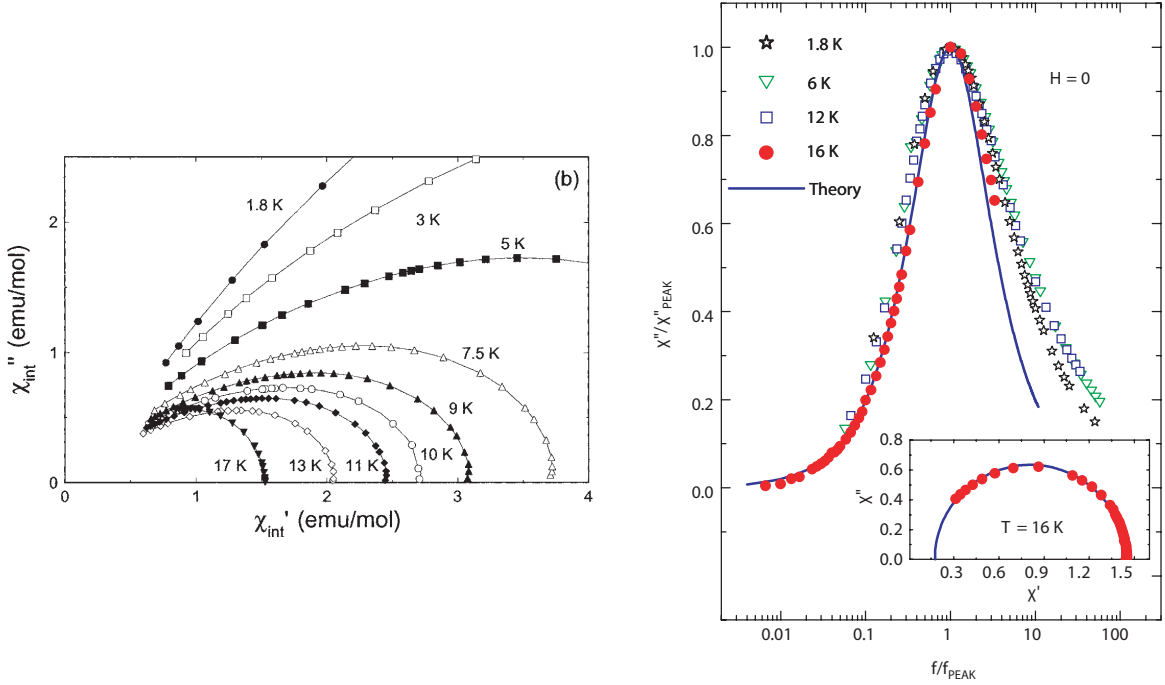 (b)
1.8 K
3 K
5 K
7.5 K
9 K
10 K
11 K
13 K
17 K
2
1
0
0
1
2
3
4
χint'' (emu/mol)
χint' (emu/mol)
1.8 K
6 K
12 K
16 K
Theory
H = 0
1.0
0.8
0.6
0.4
0.2
0.0
χ''/χ''PEAK
0.8
0.6
0.4
0.2
0.0
χ''
T = 16 K
0.3 0.6 0.9 1.2 1.5
χ'
0.01 0.1 1 10 100
f/fPEAK